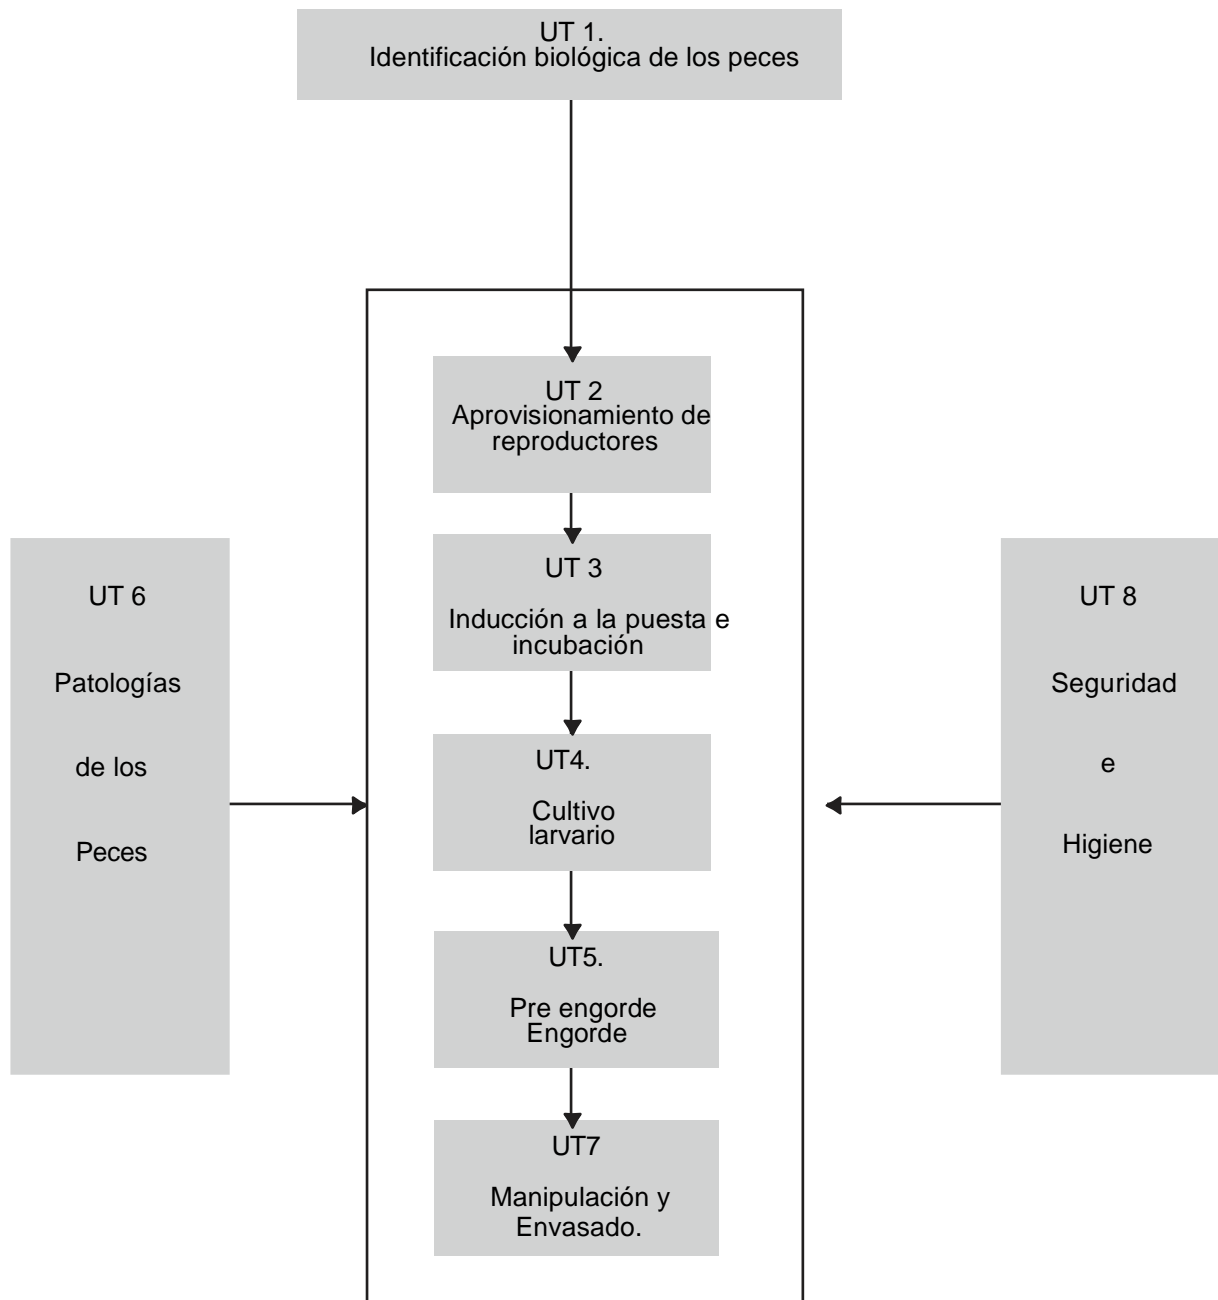 UT 1.
Identificación biológica de los peces
UT 2
Aprovisionamiento de
reproductores
UT 3
Inducción a la puesta e
incubación
UT4.
Cultivo
larvario
UT5.
Pre engorde
Engorde
UT7
Manipulación y
Envasado.
UT 6
Patologías
de los
Peces
UT 8
Seguridad
e
Higiene